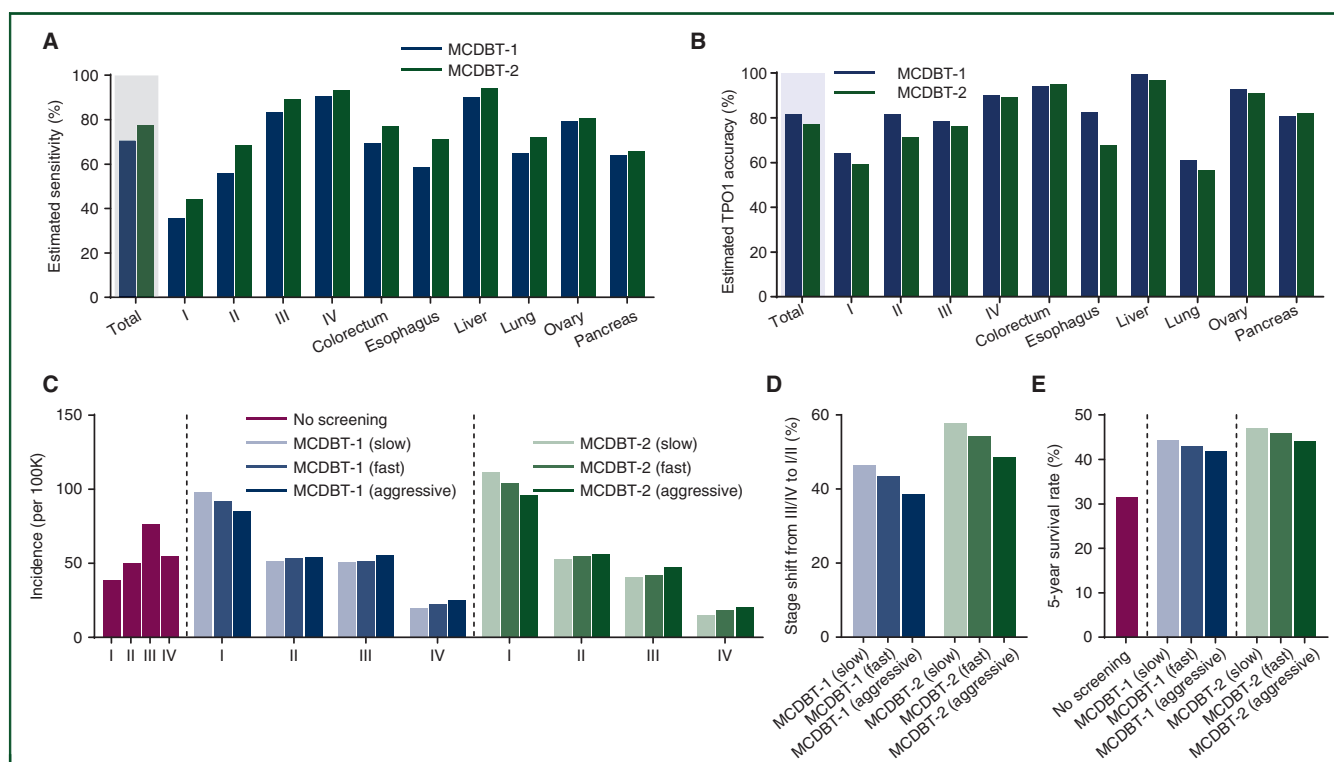 A
MCDBT-1
MCDBT-2
Estimated sensitivity (%)
100
80
60
40
20
0
Total
I
II
III
IV
Colorectum
Esophagus
Liver
Lung
Ovary
Pancreas
B
MCDBT-1
MCDBT-2
Estimated TPO1 accuracy (%)
100
80
60
40
20
0
Total
I
II
III
IV
Colorectum
Esophagus
Liver
Lung
Ovary
Pancreas
C
No screening
MCDBT-1 (slow)
MCDBT-1 (fast)
MCDBT-1 (aggressive)
MCDBT-2 (slow)
MCDBT-2 (fast)
MCDBT-2 (aggressive)
Incidence (per 100K)
150
100
50
0
I II III IV
I II III IV
I II III IV
D
Stage shift from III/IV to I/II (%)
60
40
20
0
MCDBT-1 (slow)
MCDBT-1 (fast)
MCDBT-1 (aggressive)
MCDBT-2 (slow)
MCDBT-2 (fast)
MCDBT-2 (aggressive)
E
5-year survival rate (%)
50
40
30
20
10
0
No screening
MCDBT-1 (slow)
MCDBT-1 (fast)
MCDBT-1 (aggressive)
MCDBT-2 (slow)
MCDBT-2 (fast)
MCDBT-2 (aggressive)